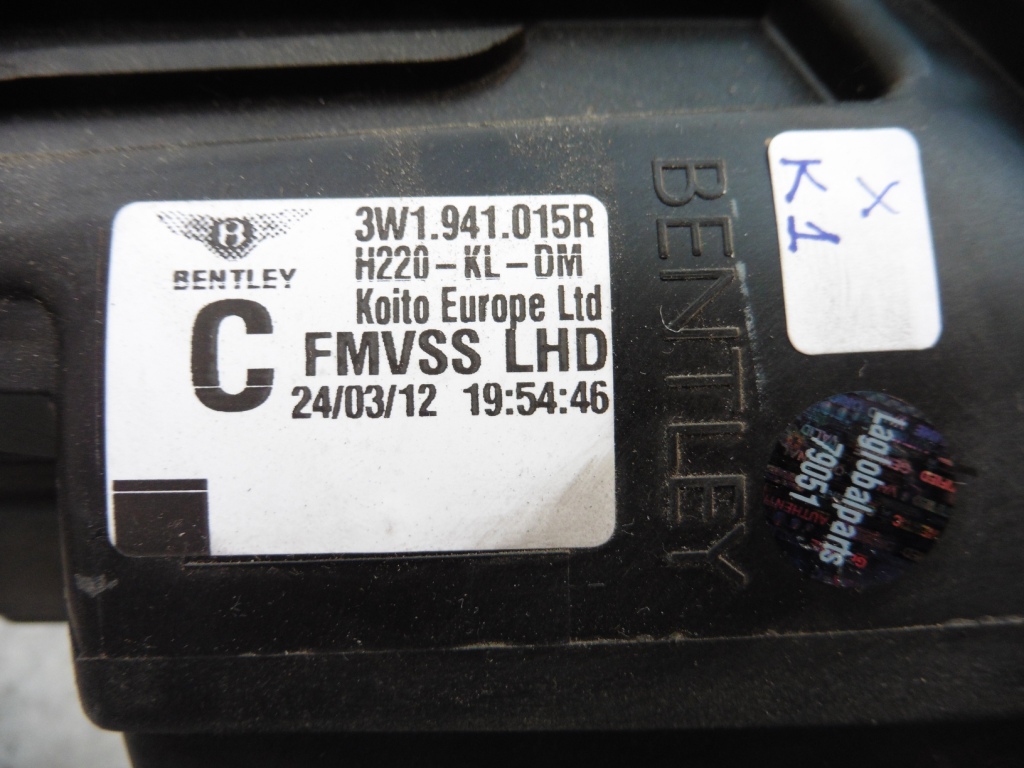 3W1.941.015R
BENTLEY
H220-KL-DM
Koito Europe Ltd
C
FMVSS LHD
24/03/12 19:54:46
BENTLEY
X
K1
Laglobalparts
79051